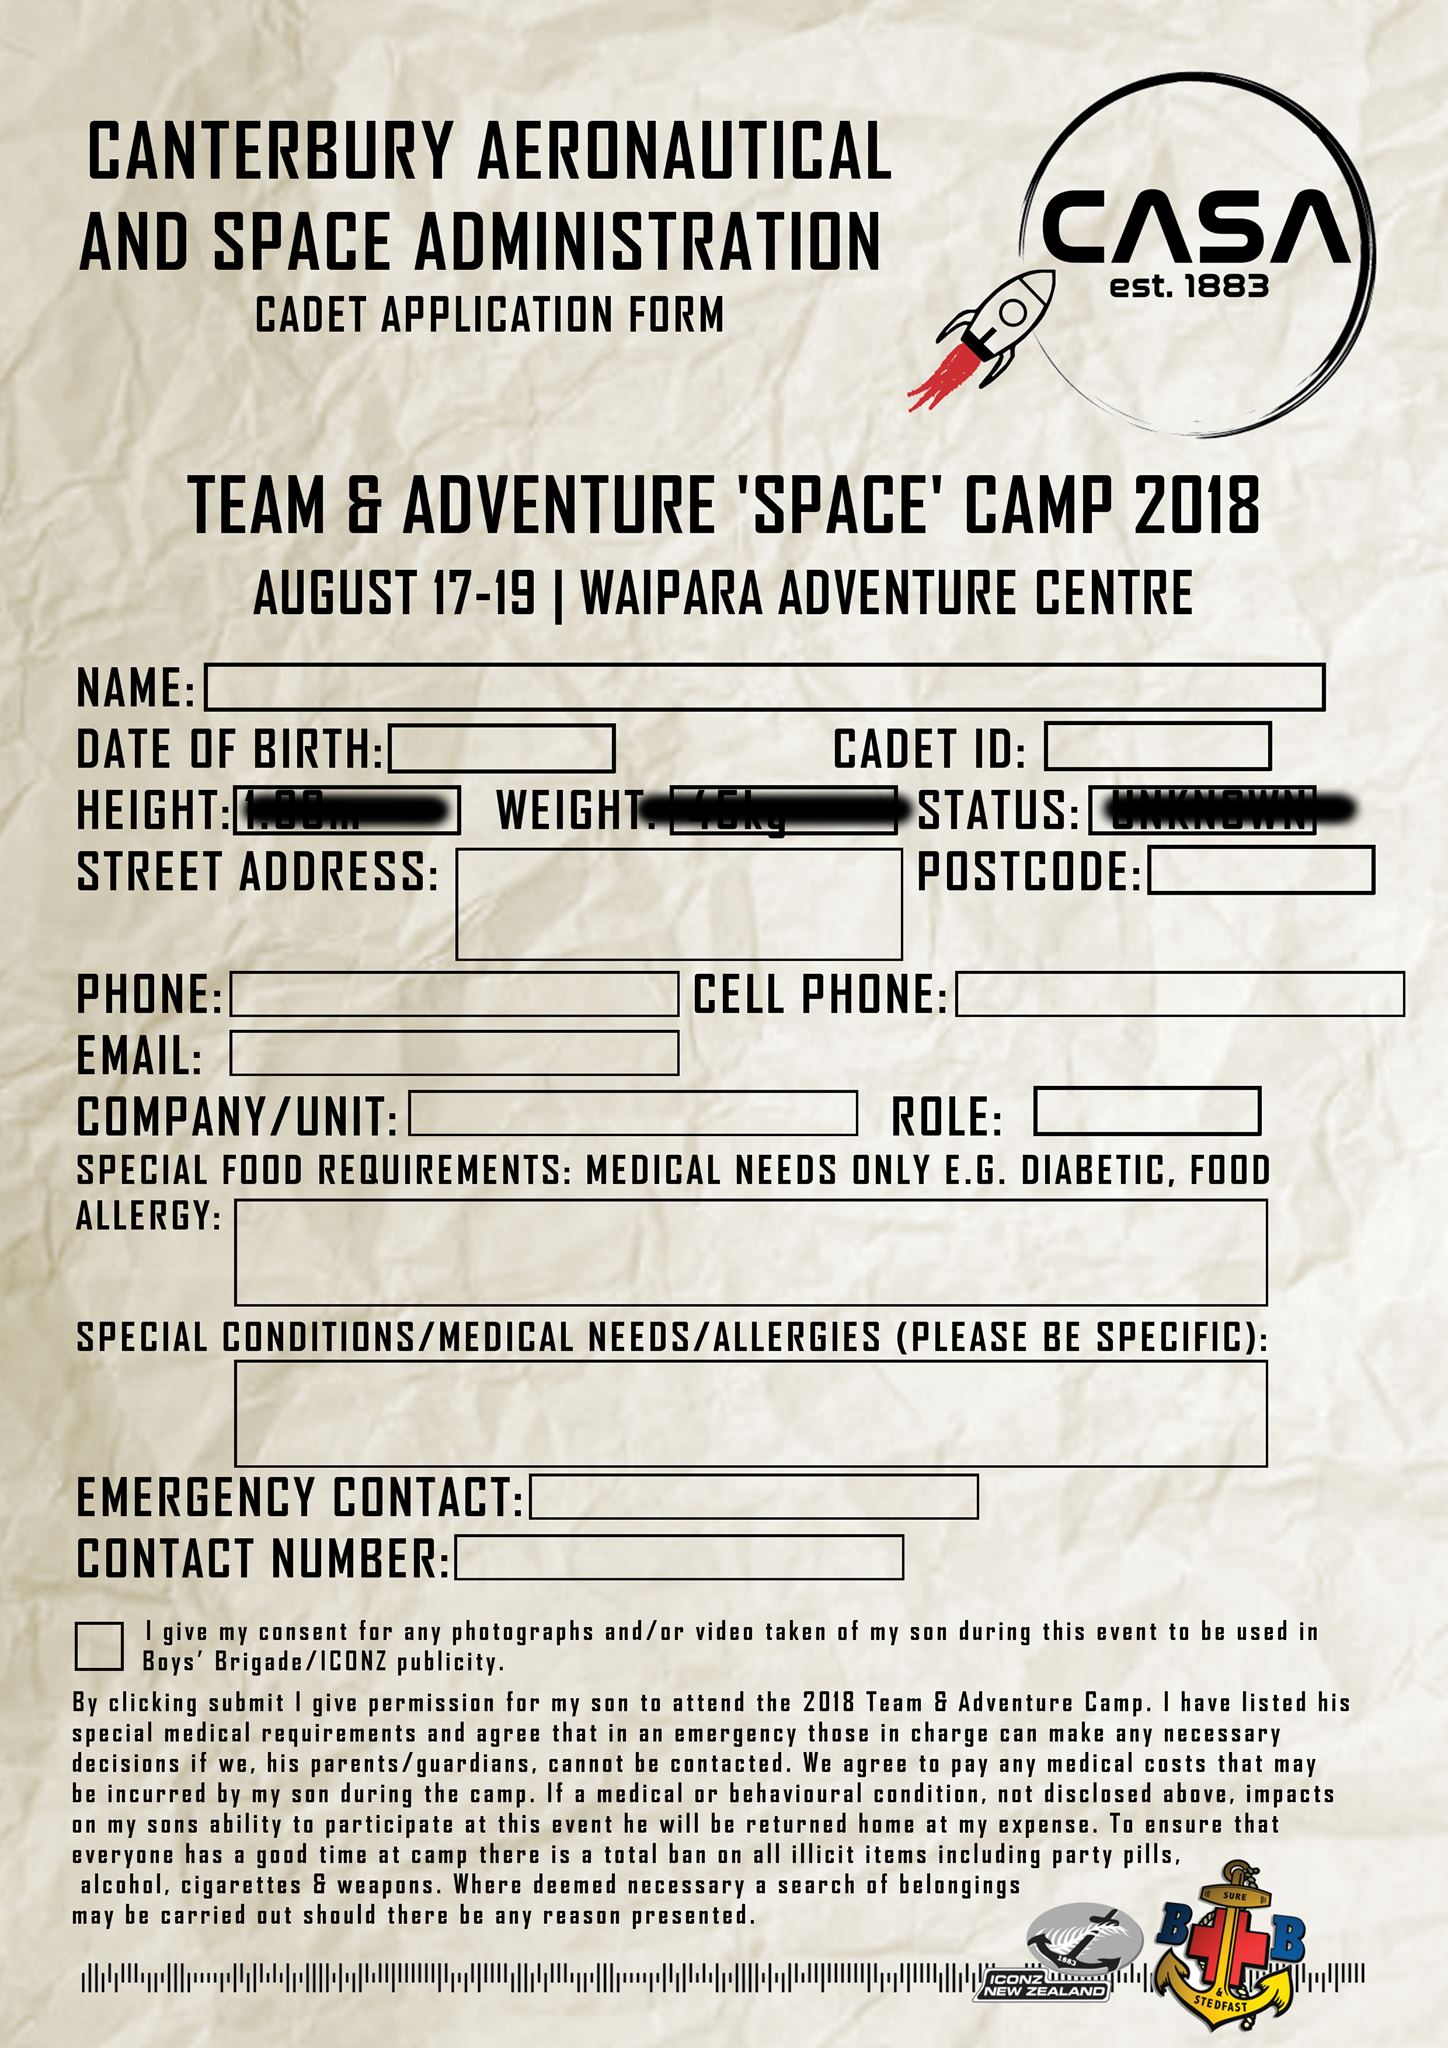 CANTERBURY AERONAUTICAL
AND SPACE ADMINISTRATION
CADET APPLICATION FORM
CASA
est. 1883
TEAM & ADVENTURE 'SPACE' CAMP 2018
AUGUST 17-19 | WAIPARA ADVENTURE CENTRE
NAME:
DATE OF BIRTH: CADET ID:
HEIGHT: WEIGHT: STATUS: UNKNOWN
STREET ADDRESS: POSTCODE:
PHONE: CELL PHONE:
EMAIL:
COMPANY/UNIT: ROLE:
SPECIAL FOOD REQUIREMENTS: MEDICAL NEEDS ONLY E.G. DIABETIC, FOOD
ALLERGY:
SPECIAL CONDITIONS/MEDICAL NEEDS/ALLERGIES (PLEASE BE SPECIFIC):
EMERGENCY CONTACT:
CONTACT NUMBER:
I give my consent for any photographs and/or video taken of my son during this event to be used in
Boys' Brigade/ICONZ publicity.
By clicking submit I give permission for my son to attend the 2018 Team & Adventure Camp. I have listed his
special medical requirements and agree that in an emergency those in charge can make any necessary
decisions if we, his parents/guardians, cannot be contacted. We agree to pay any medical costs that may
be incurred by my son during the camp. If a medical or behavioural condition, not disclosed above, impacts
on my sons ability to participate at this event he will be returned home at my expense. To ensure that
everyone has a good time at camp there is a total ban on all illicit items including party pills,
alcohol, cigarettes & weapons. Where deemed necessary a search of belongings
may be carried out should there be any reason presented.
1883
ICONZ
NEW ZEALAND
SURE
B B
&
STEDFAST